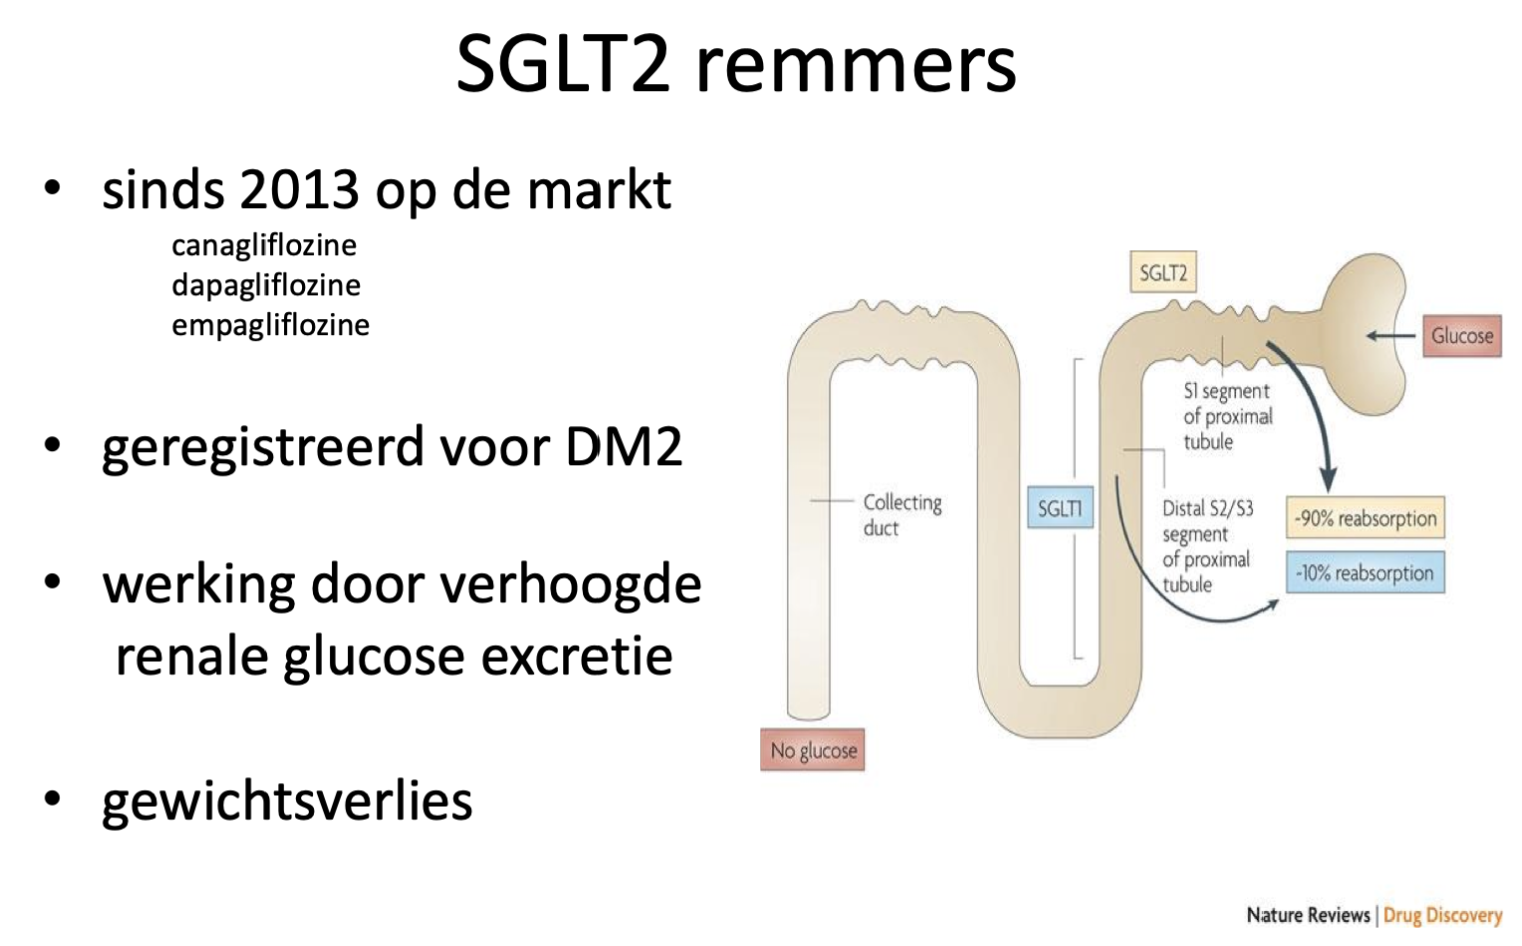 SGLT2 remmers
• sinds 2013 op de markt
canagliflozine
dapagliflozine
empagliflozine
• geregistreerd voor DM2
• werking door verhoogde
renale glucose excretie
• gewichtsverlies
SGLT2
Glucose
S1 segment
of proximal
tubule
Collecting
duct
SGLT1
Distal S2/S3
segment
of proximal
tubule
-90% reabsorption
-10% reabsorption
No glucose
Nature Reviews | Drug Discovery